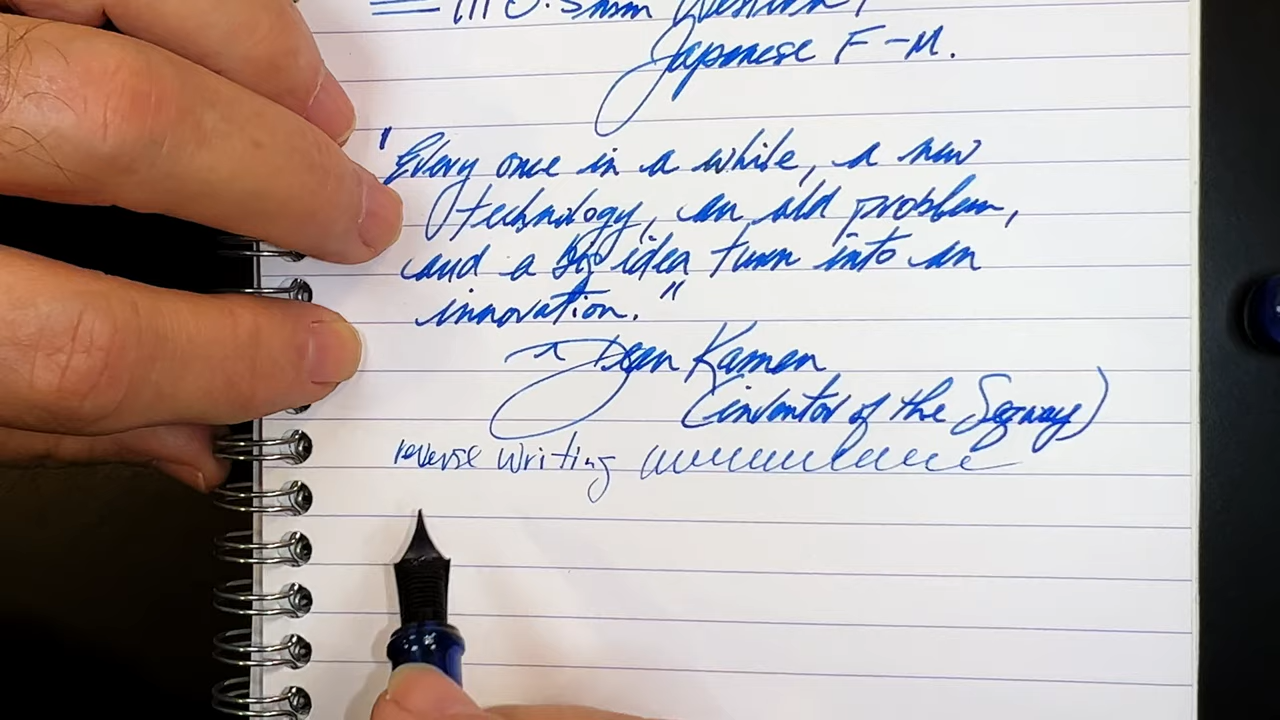 Japanese F-M.
"Every once in a while, a new
technology, an old problem,
and a big idea turn into an
innovation."
- Dean Kamen
(inventor of the Segway)
reverse writing